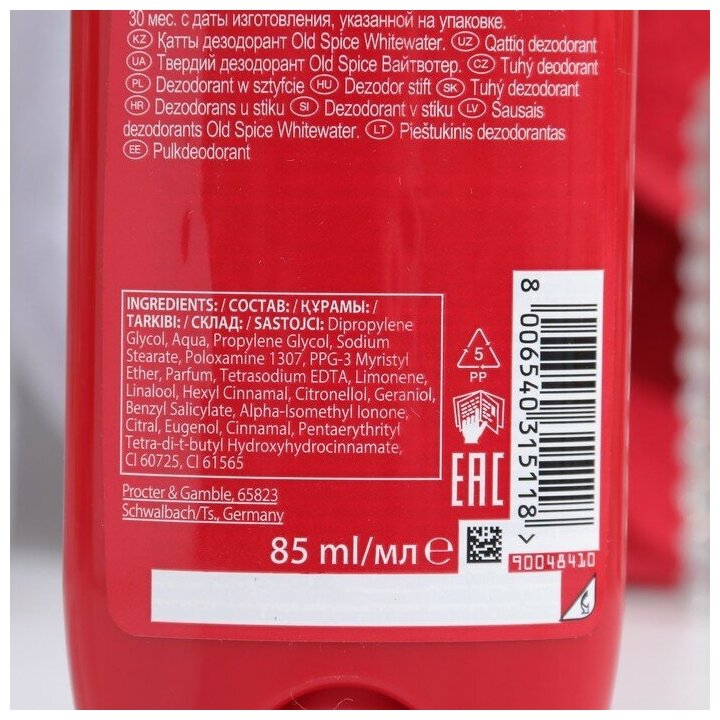 30 мес. с даты изготовления, указанной на упаковке.
KZ Қатты дезодорант Old Spice Whitewater. UZ Qattiq dezodorant
UA Твердий дезодорант Old Spice Вайтвотер. CZ Tuhý deodorant
PL Dezodorant w sztyfcie HU Dezodor stift SK Tuhý dezodorant
HR Dezodorans u stiku SI Dezodorant v stiku LV Sausais
dezodorants Old Spice Whitewater. LT Pieštukinis dezodorantas
EE Pulkdeodorant
INGREDIENTS: / СОСТАВ: / ҚҰРАМЫ: /
TARKIBI: / СКЛАД: / SASTOJCI: Dipropylene
Glycol, Aqua, Propylene Glycol, Sodium
Stearate, Poloxamine 1307, PPG-3 Myristyl
Ether, Parfum, Tetrasodium EDTA, Limonene,
Linalool, Hexyl Cinnamal, Citronellol, Geraniol,
Benzyl Salicylate, Alpha-Isomethyl Ionone,
Citral, Eugenol, Cinnamal, Pentaerythrityl
Tetra-di-t-butyl Hydroxyhydrocinnamate,
CI 60725, CI 61565
Procter & Gamble, 65823
Schwalbach/Ts., Germany
85 ml/мл e
5
PP
EAC
8 006540 315118 >
90048410